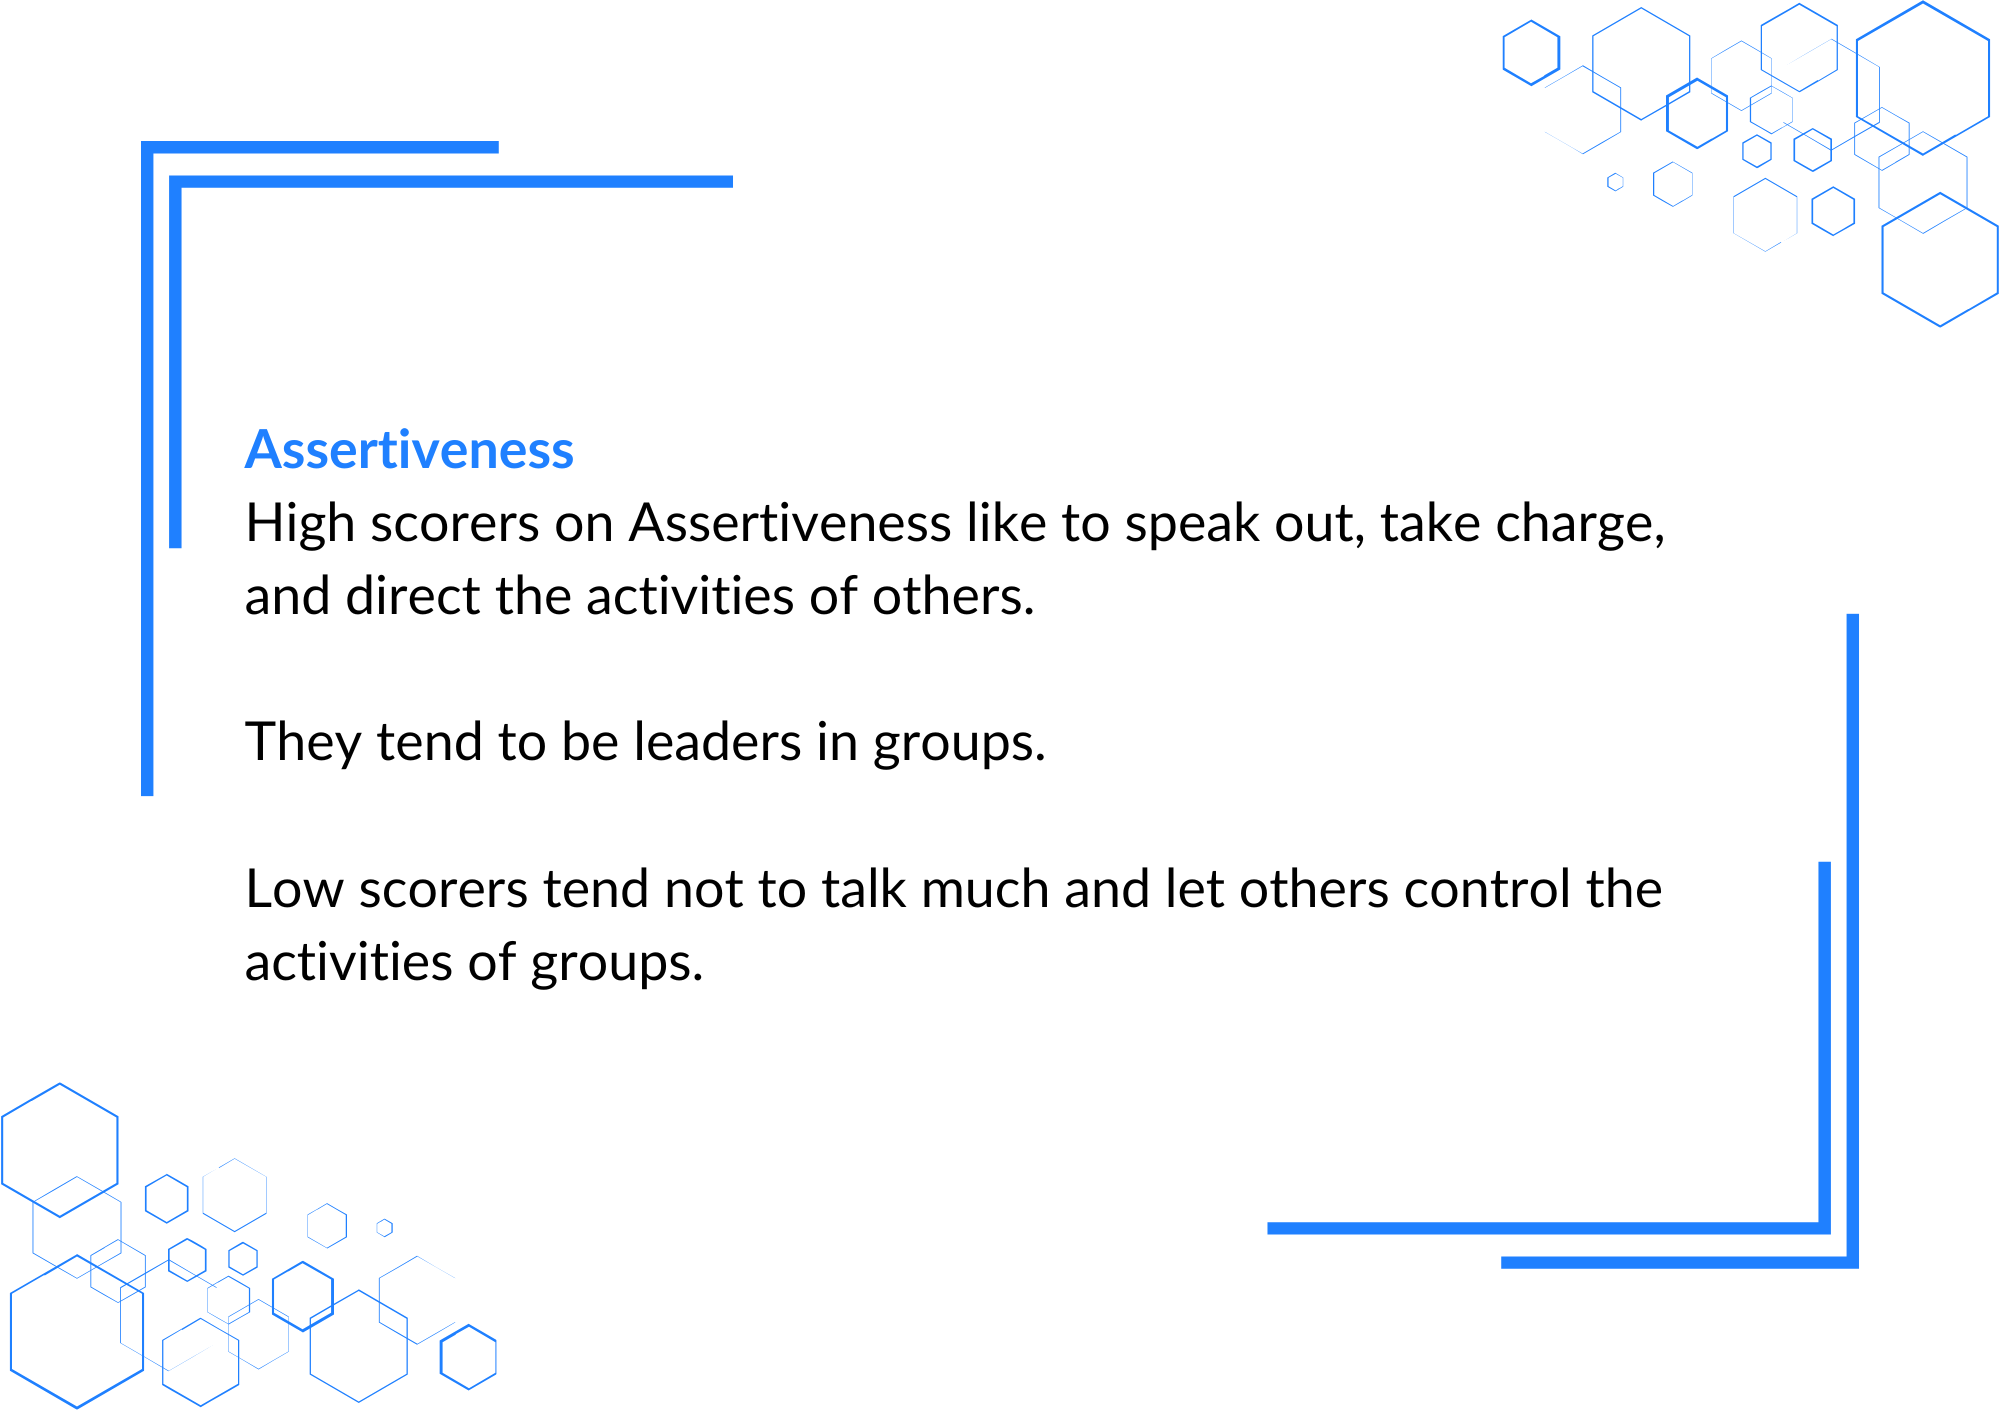 Assertiveness
High scorers on Assertiveness like to speak out, take charge,
and direct the activities of others.
They tend to be leaders in groups.
Low scorers tend not to talk much and let others control the
activities of groups.